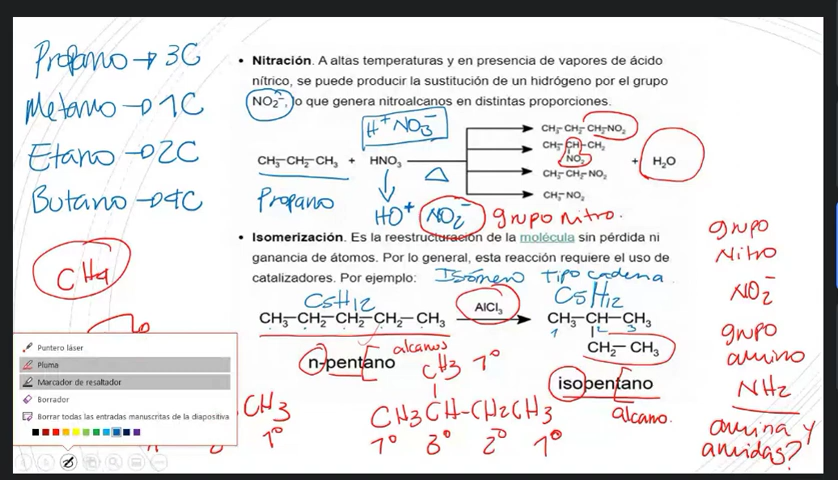 Propano → 3C
Metano → 1C
Etano → 2C
Butano → 4C
CH4
• Nitración. A altas temperaturas y en presencia de vapores de ácido
nítrico, se puede producir la sustitución de un hidrógeno por el grupo
NO2-, lo que genera nitroalcanos en distintas proporciones.
H+ NO3-
CH3-CH2-CH3 + HNO3
Δ
CH3-CH2-CH2-NO2
CH3-CH-CH2
NO2
CH3-CH2-NO2
CH3-NO2
+ H2O
Propano
HO+ NO2- grupo nitro.
• Isomerización. Es la reestructuración de la molécula sin pérdida ni
ganancia de átomos. Por lo general, esta reacción requiere el uso de
catalizadores. Por ejemplo: Isómero tipo cadena.
C5H12
CH3-CH2-CH2-CH2-CH3
AlCl3
C5H12
CH3-CH-CH3
1 2 3
CH2-CH3
n-pentano
alcanos
isopentano
alcano.
CH3 1°
CH3CH-CH2CH3
1° 3° 2° 1°
CH3
1°
grupo
Nitro
NO2-
grupo
amino
NH2
amina y
amidas?
Puntero láser
Pluma
Marcador de resaltador
Borrador
Borrar todas las entradas manuscritas de la diapositiva